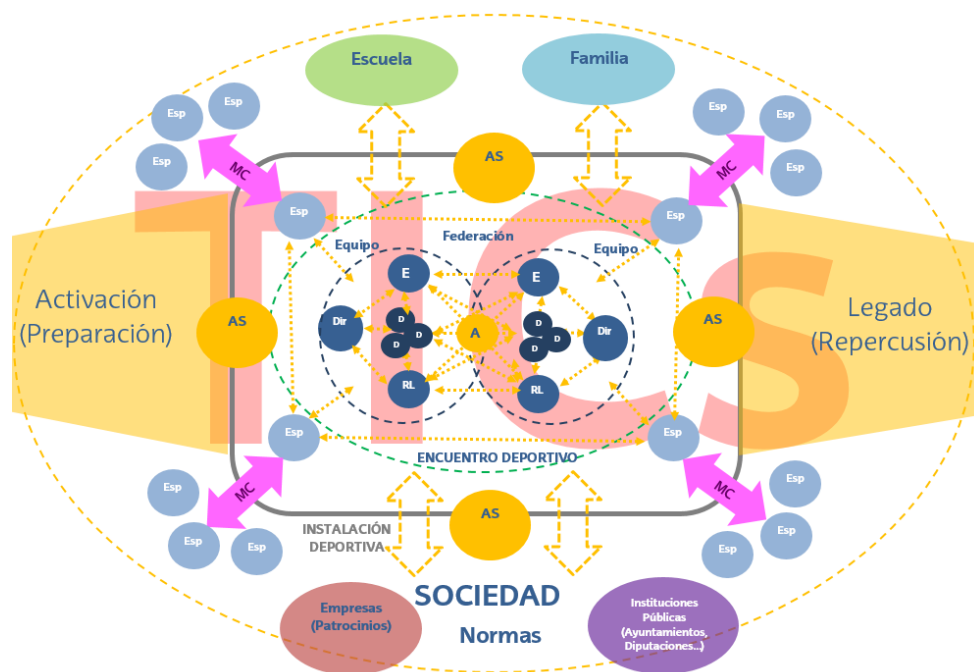 Escuela
Familia
Esp
Esp
Esp
Esp
Esp
Esp
MC
MC
AS
TICs
Esp
Esp
Equipo
Federación
Equipo
E
E
Activación
(Preparación)
AS
Dir
D
D
D
A
D
D
D
Dir
AS
Legado
(Repercusión)
RL
RL
Esp
Esp
ENCUENTRO DEPORTIVO
MC
MC
Esp
Esp
Esp
Esp
Esp
Esp
AS
INSTALACIÓN
DEPORTIVA
SOCIEDAD
Normas
Empresas
(Patrocinios)
Instituciones
Públicas
(Ayuntamientos,
Diputaciones...)